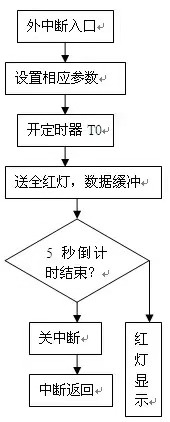 外中断入口
设置相应参数
开定时器 T0
送全红灯，数据缓冲
5 秒倒计
时结束?
关中断
中断返回
红
灯
显
示